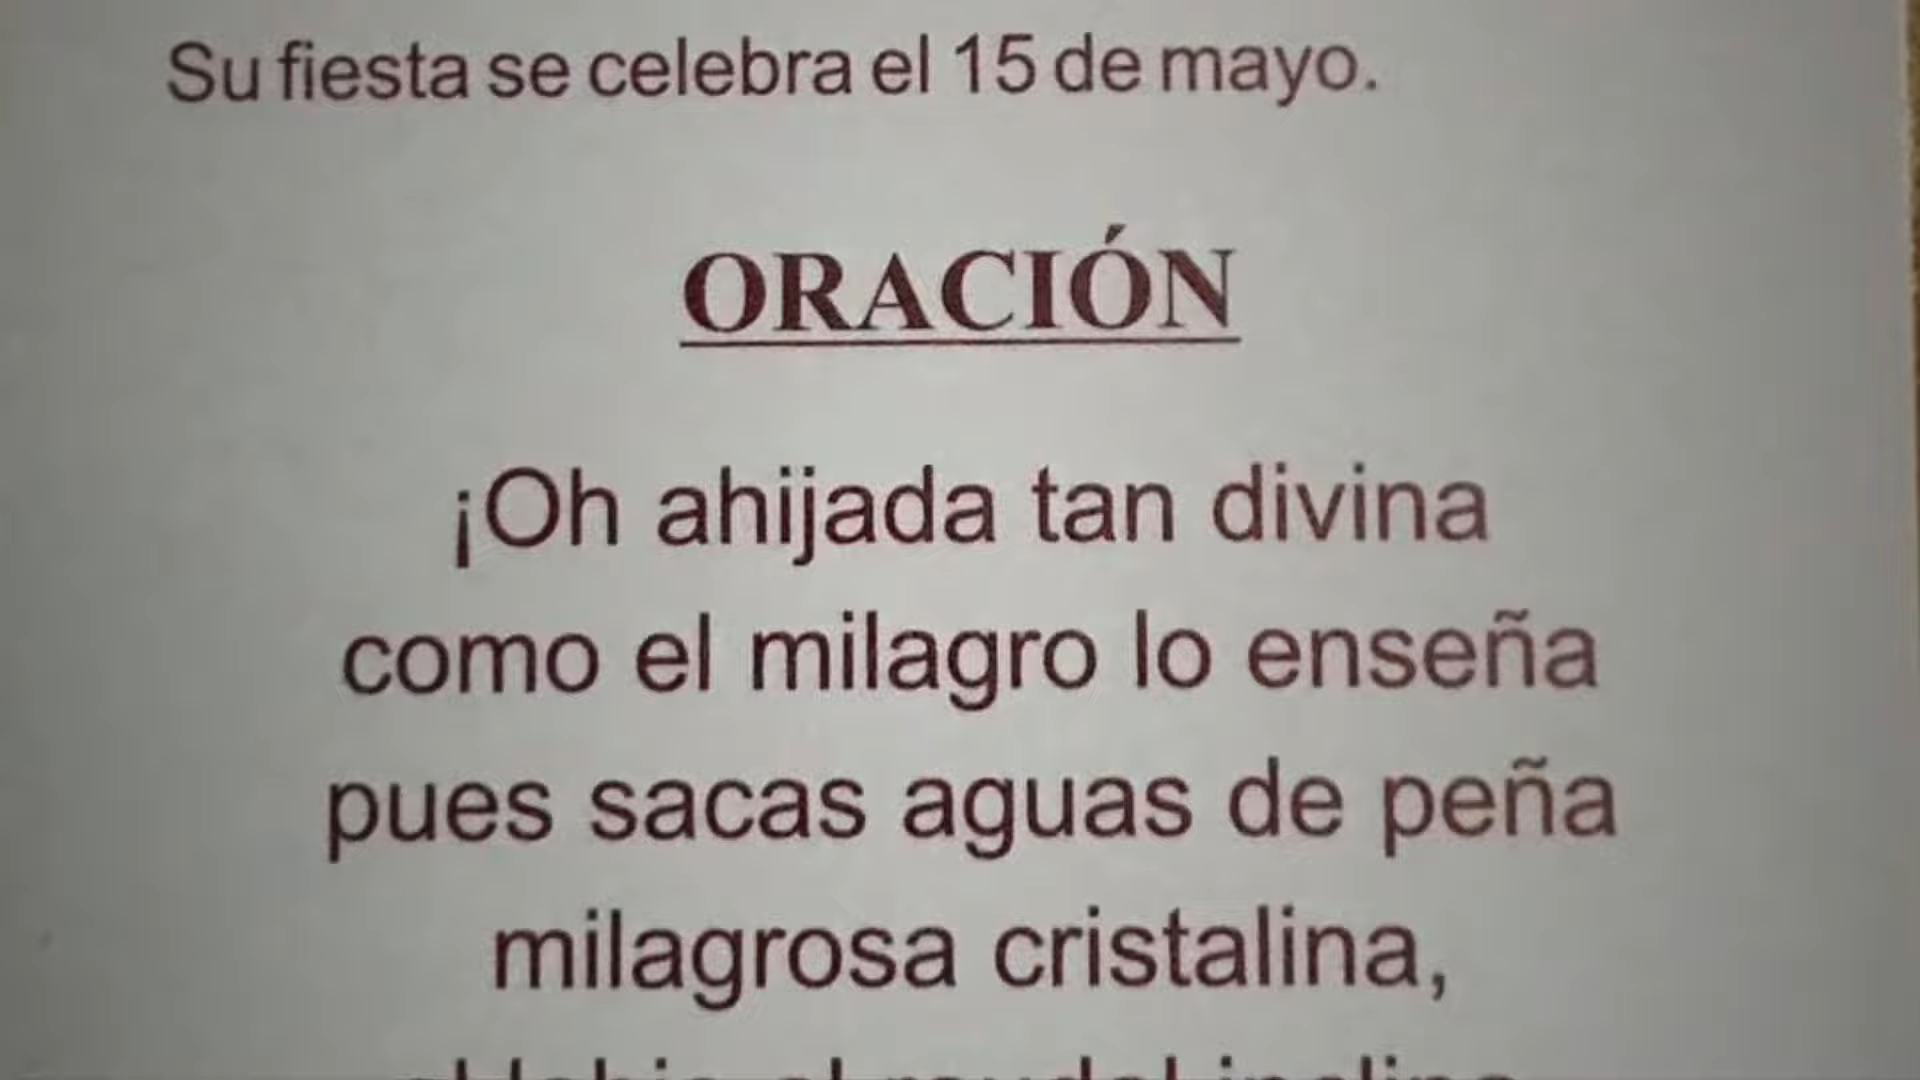 Su fiesta se celebra el 15 de mayo.
ORACIÓN
¡Oh ahijada tan divina
como el milagro lo enseña
pues sacas aguas de peña
milagrosa cristalina,